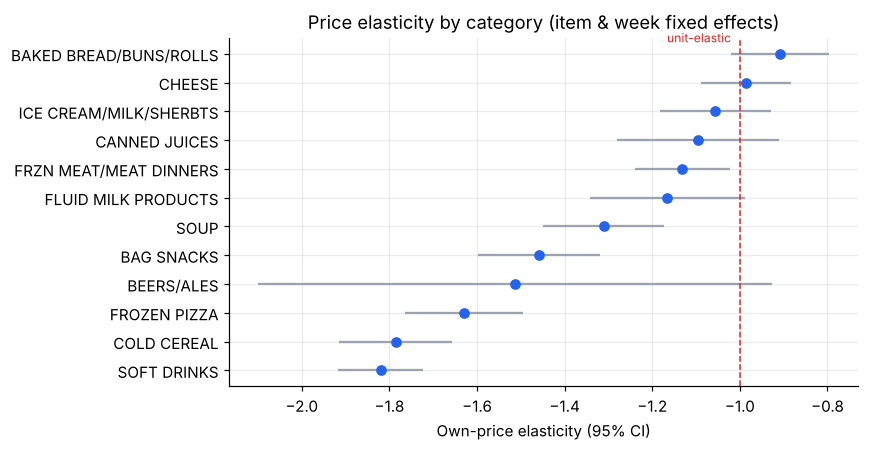 Price elasticity by category (item & week fixed effects)
unit-elastic
BAKED BREAD/BUNS/ROLLS
CHEESE
ICE CREAM/MILK/SHERBTS
CANNED JUICES
FRZN MEAT/MEAT DINNERS
FLUID MILK PRODUCTS
SOUP
BAG SNACKS
BEERS/ALES
FROZEN PIZZA
COLD CEREAL
SOFT DRINKS
−2.0 −1.8 −1.6 −1.4 −1.2 −1.0 −0.8
Own-price elasticity (95% CI)